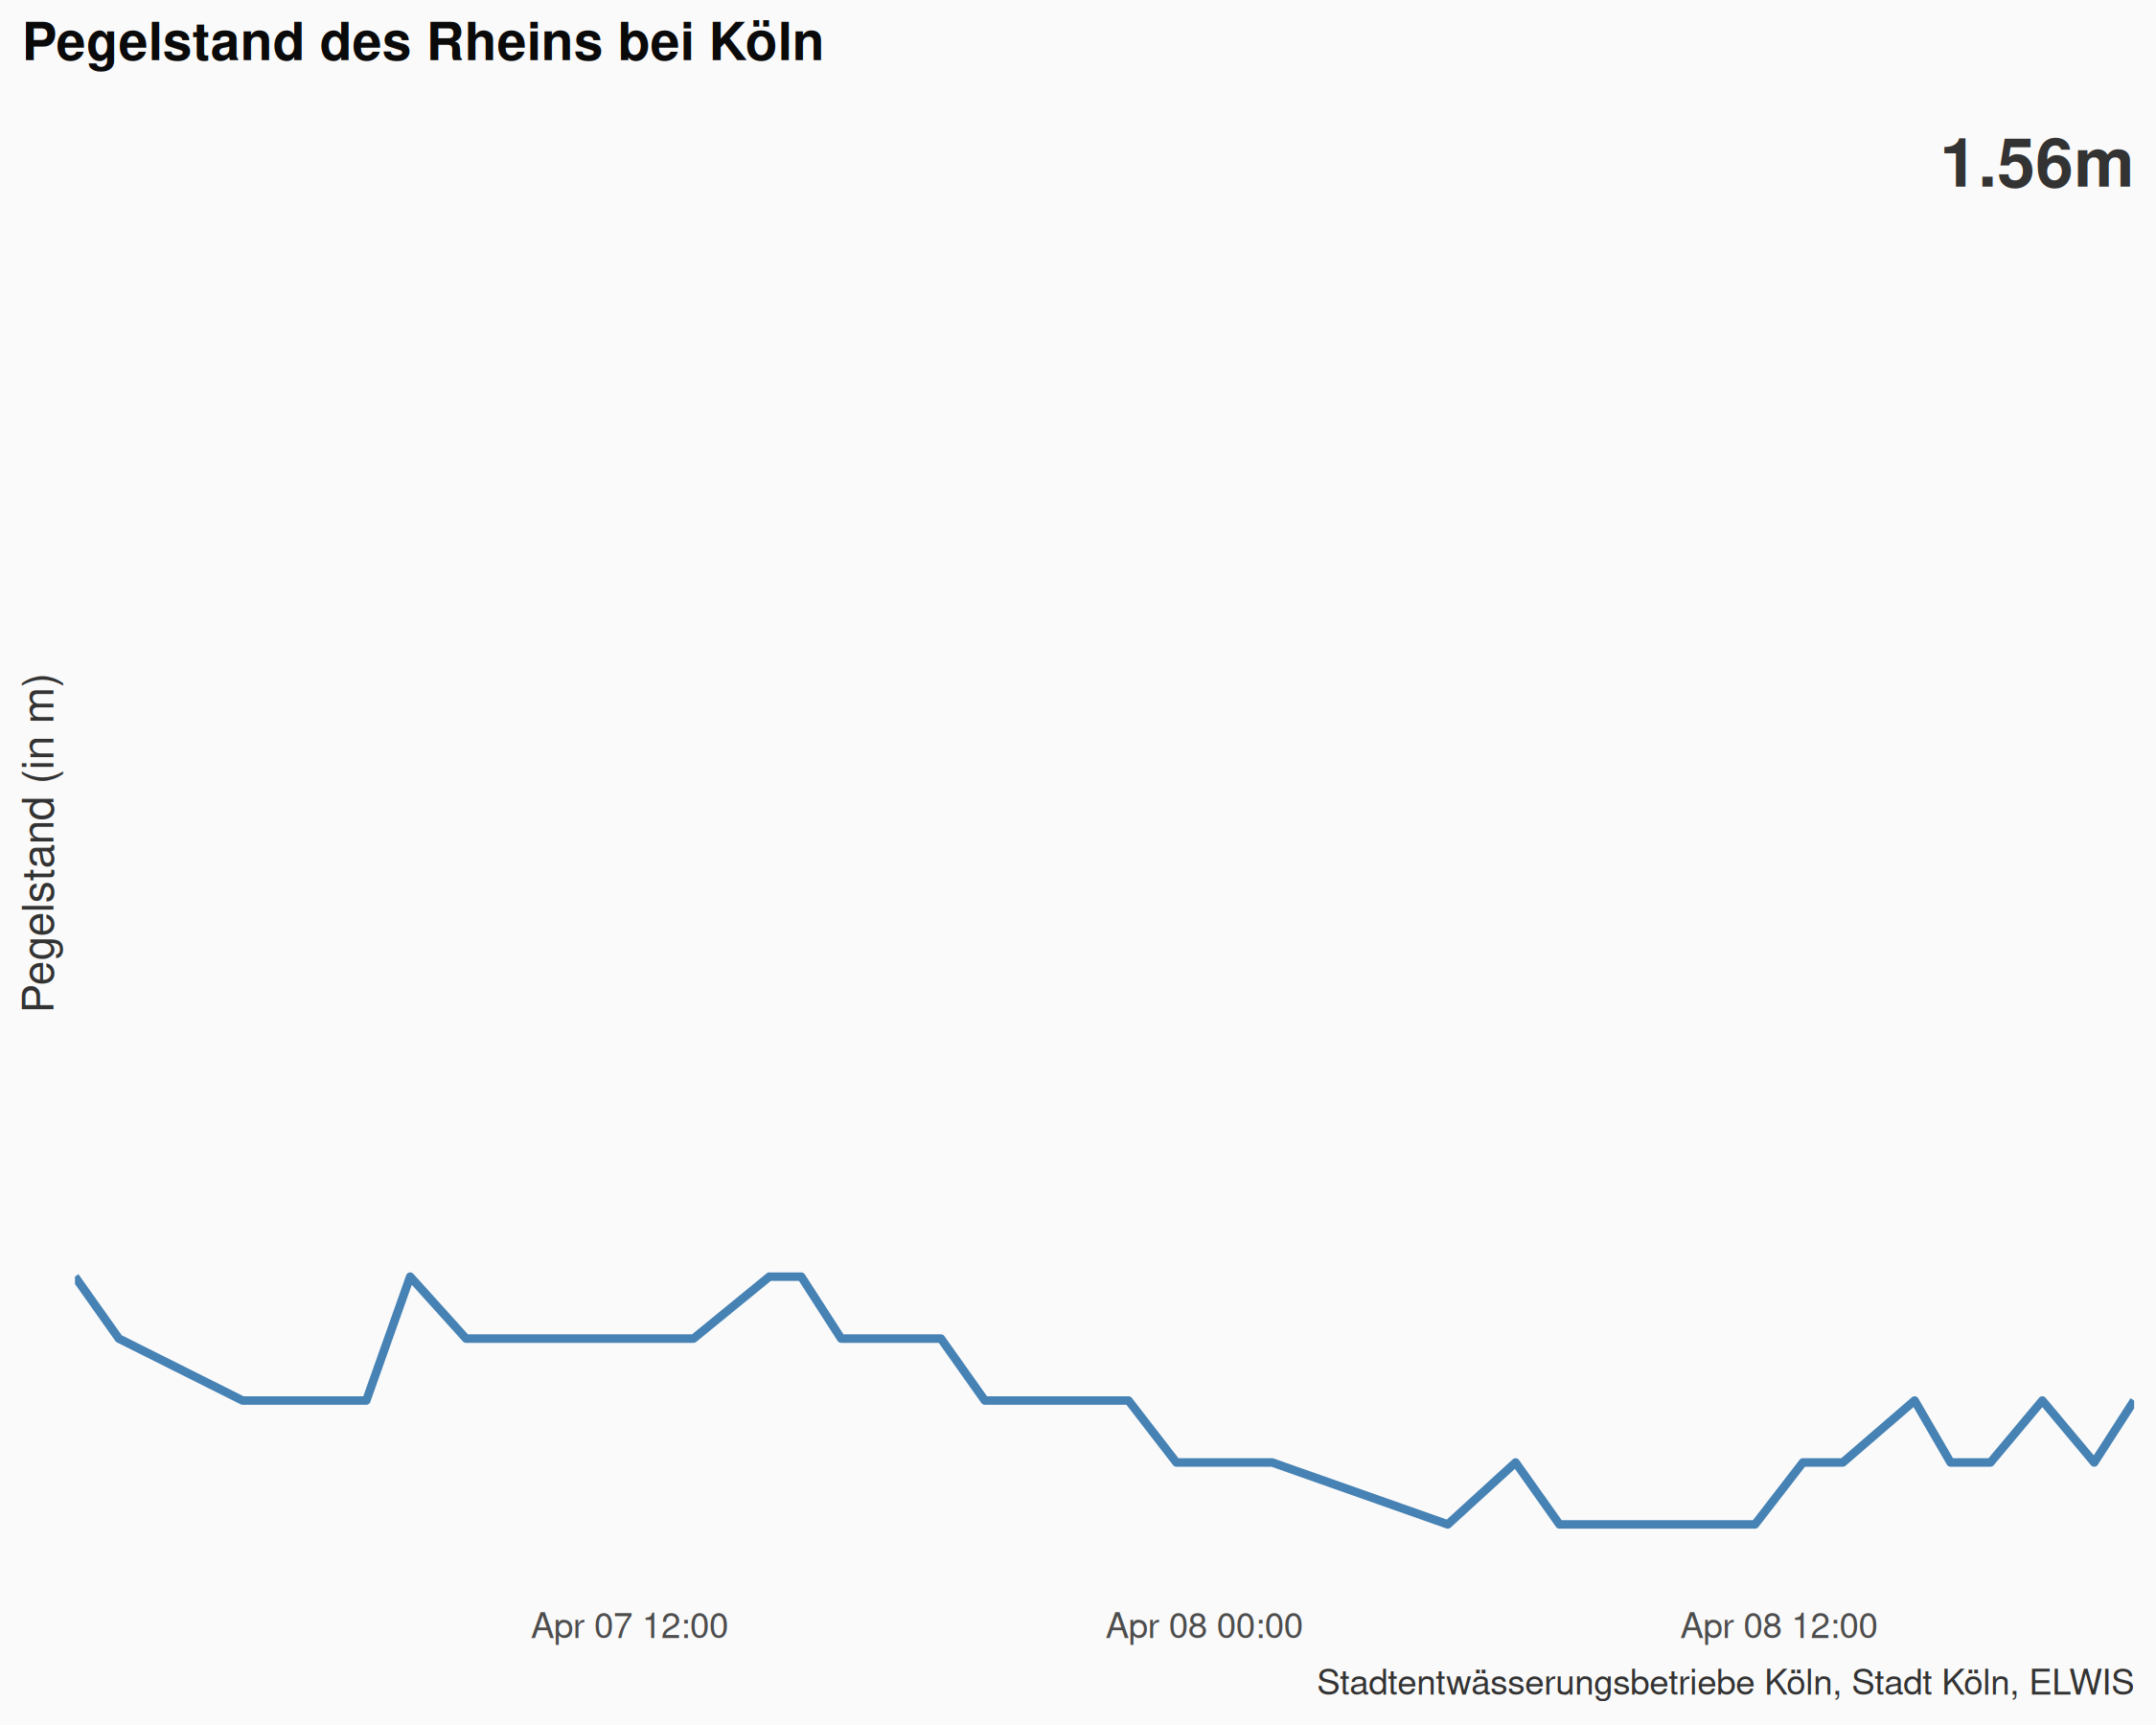 Pegelstand des Rheins bei Köln
1.56m
Pegelstand (in m)
Apr 07 12:00
Apr 08 00:00
Apr 08 12:00
Stadtentwässerungsbetriebe Köln, Stadt Köln, ELWIS